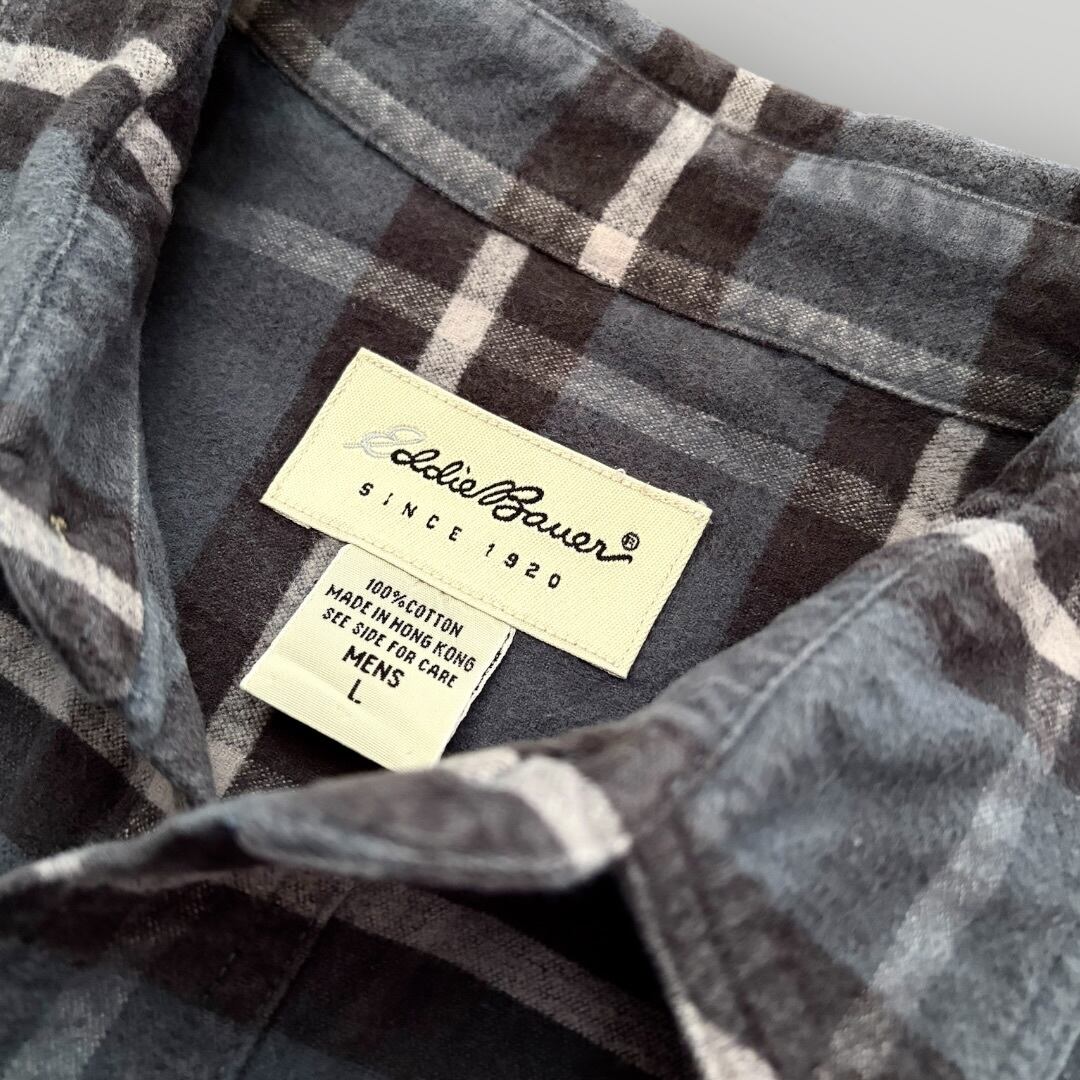 Eddie Bauer®
SINCE 1920
100% COTTON
MADE IN HONG KONG
SEE SIDE FOR CARE
MENS
L